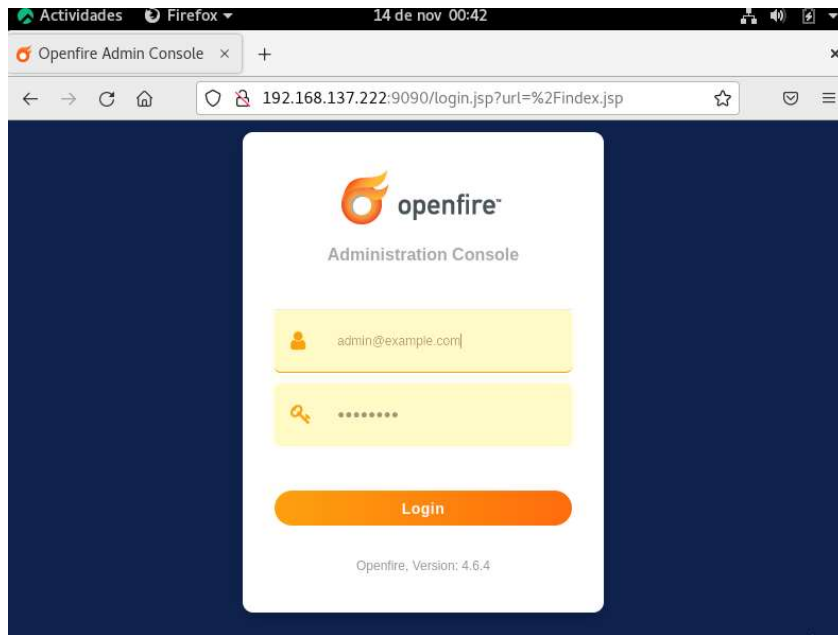 Actividades Firefox 14 de nov 00:42
Openfire Admin Console × +
192.168.137.222:9090/login.jsp?url=%2Findex.jsp
openfire™
Administration Console
admin@example.com
••••••••
Login
Openfire, Version: 4.6.4